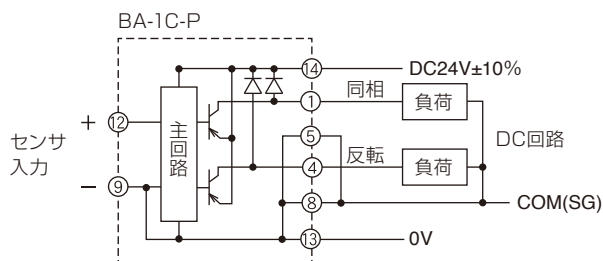 BA-1C-P
⑭ DC24V±10%
① 同相 負荷
+ ⑫
センサ
入力
主回路
⑤ DC回路
④ 反転 負荷
− ⑨
⑧ COM(SG)
⑬ 0V